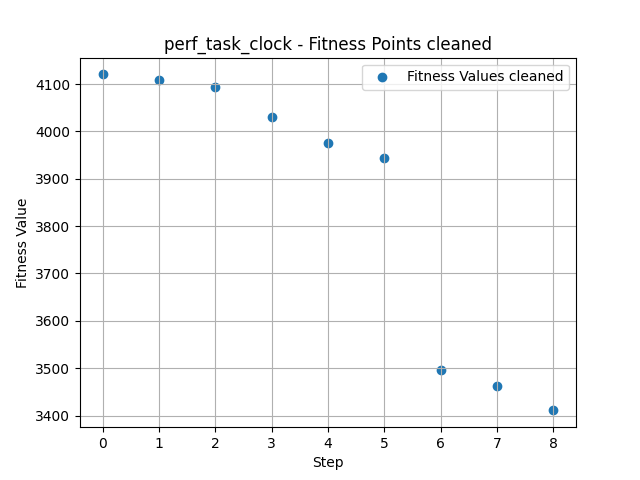 perf_task_clock - Fitness Points cleaned
Fitness Values cleaned
4100
4000
3900
3800
3700
3600
3500
3400
Fitness Value
0 1 2 3 4 5 6 7 8
Step